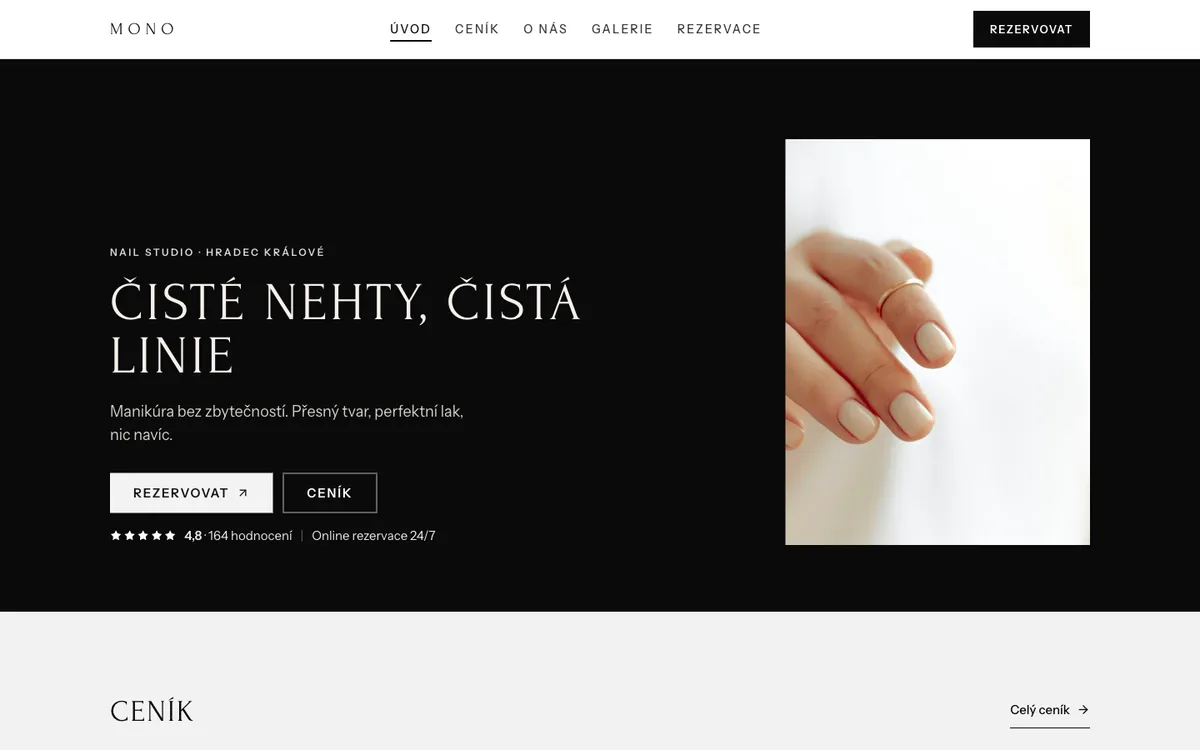 MONO
ÚVOD CENÍK O NÁS GALERIE REZERVACE
REZERVOVAT
NAIL STUDIO · HRADEC KRÁLOVÉ
ČISTÉ NEHTY, ČISTÁ
LINIE
Manikúra bez zbytečností. Přesný tvar, perfektní lak,
nic navíc.
REZERVOVAT CENÍK
4,8 · 164 hodnocení | Online rezervace 24/7
CENÍK
Celý ceník